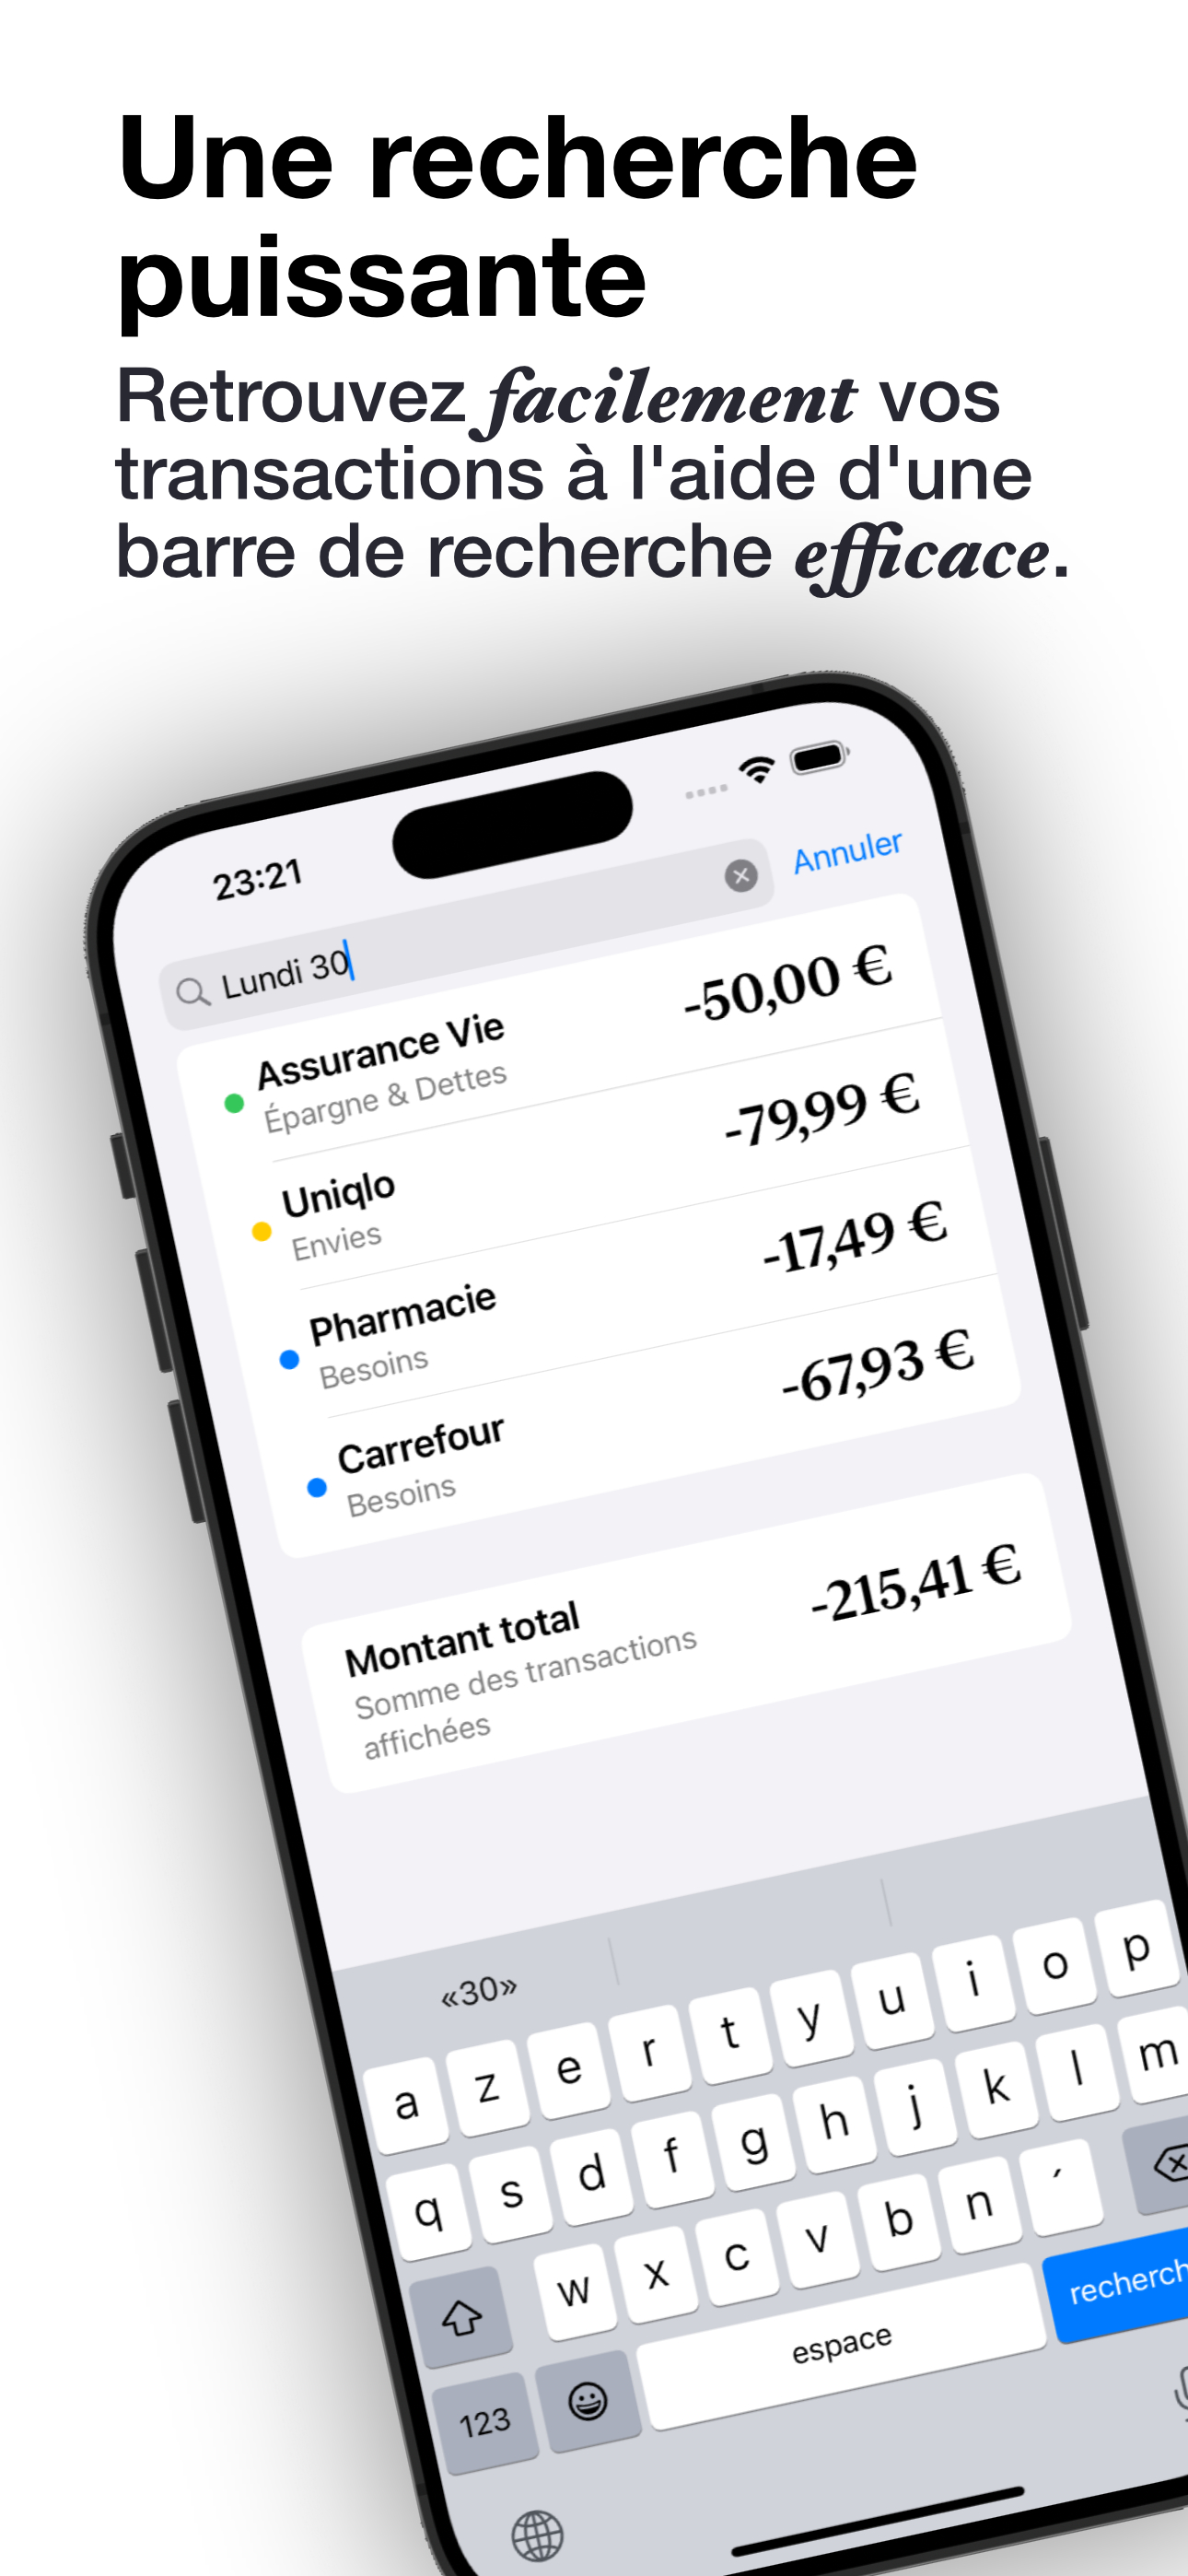 Une recherche
puissante
Retrouvez facilement vos
transactions à l'aide d'une
barre de recherche efficace.
23:21
Lundi 30
Annuler
Assurance Vie
-50,00 €
Épargne & Dettes
Uniqlo
-79,99 €
Envies
Pharmacie
-17,49 €
Besoins
Carrefour
-67,93 €
Besoins
Montant total
-215,41 €
Somme des transactions
affichées
«30»
a z e r t y u i o p
q s d f g h j k l m
w x c v b n ´
123
espace
recherch